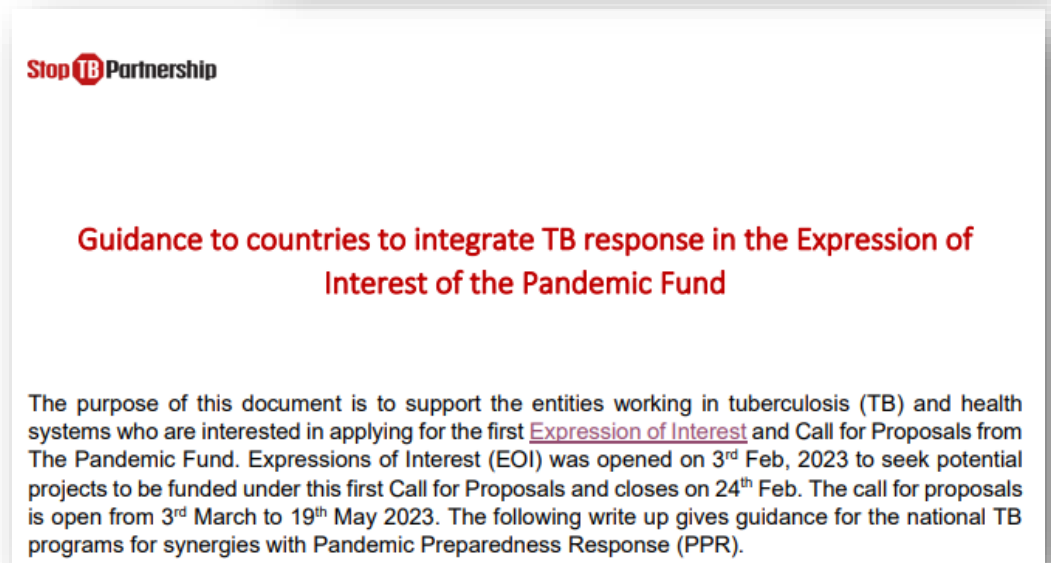 Stop TB Partnership
Guidance to countries to integrate TB response in the Expression of
Interest of the Pandemic Fund
The purpose of this document is to support the entities working in tuberculosis (TB) and health
systems who are interested in applying for the first Expression of Interest and Call for Proposals from
The Pandemic Fund. Expressions of Interest (EOI) was opened on 3rd Feb, 2023 to seek potential
projects to be funded under this first Call for Proposals and closes on 24th Feb. The call for proposals
is open from 3rd March to 19th May 2023. The following write up gives guidance for the national TB
programs for synergies with Pandemic Preparedness Response (PPR).